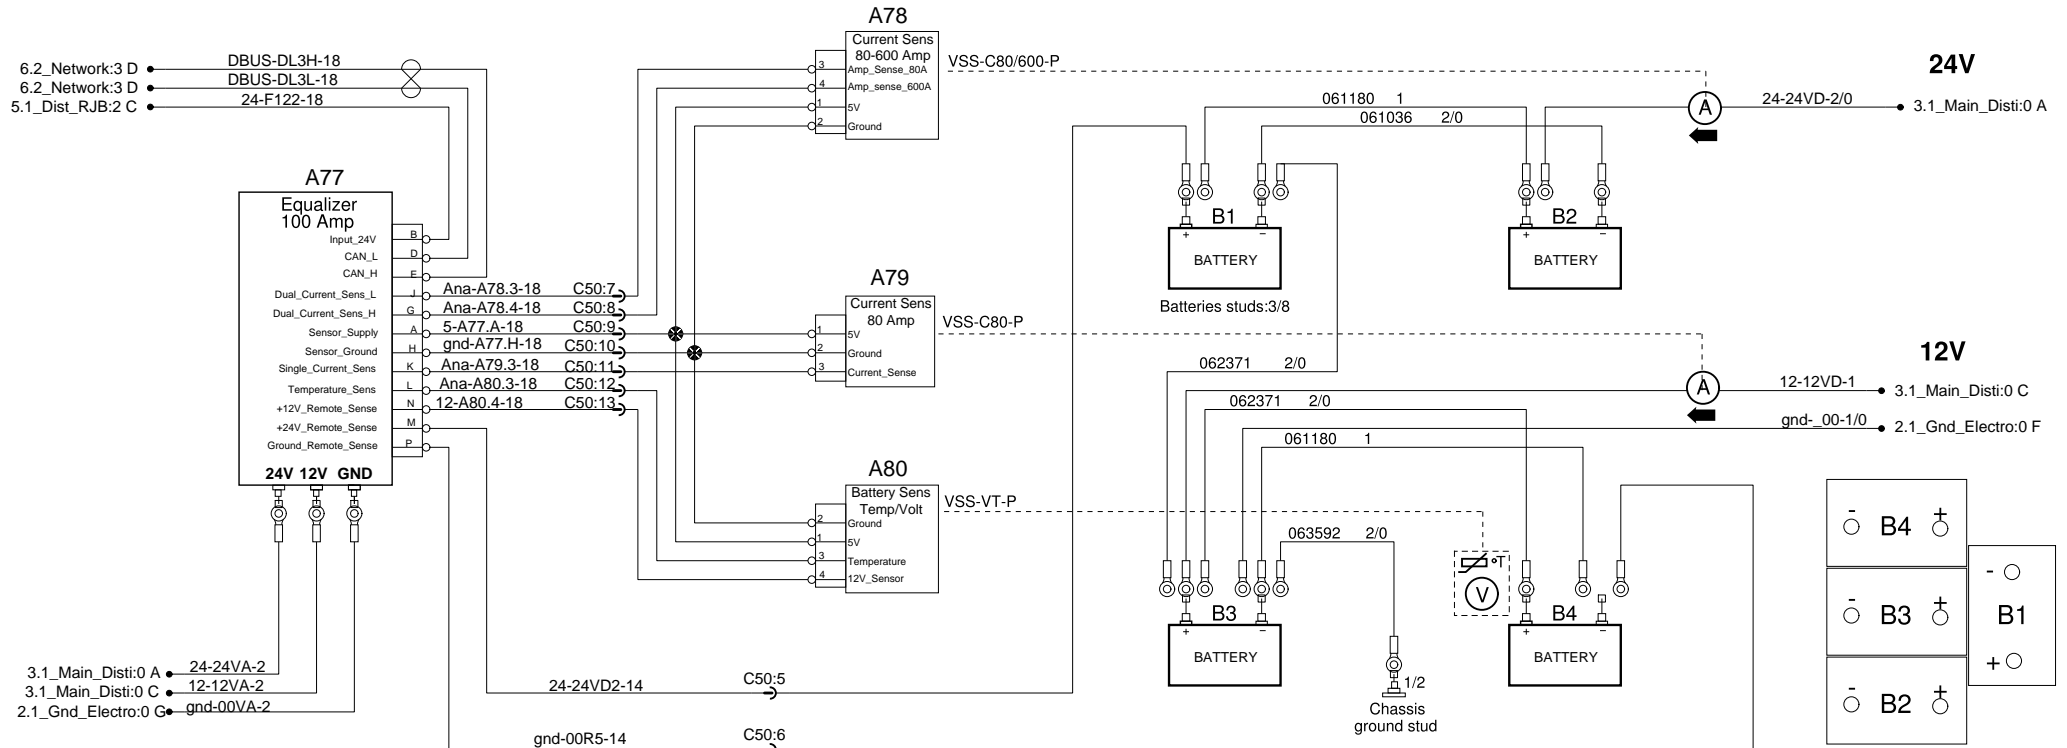 A78
Current Sens
80-600 Amp
3
Amp_Sense_80A
4
Amp_sense_600A
1
5V
2
Ground
VSS-C80/600-P
6.2_Network:3 D
DBUS-DL3H-18
6.2_Network:3 D
DBUS-DL3L-18
5.1_Dist_RJB:2 C
24-F122-18
24V
061180 1
061036 2/0
A
24-24VD-2/0
3.1_Main_Disti:0 A
A77
Equalizer
100 Amp
Input_24V B
CAN_L D
CAN_H E
Dual_Current_Sens_L J Ana-A78.3-18 C50:7
Dual_Current_Sens_H G Ana-A78.4-18 C50:8
Sensor_Supply A 5-A77.A-18 C50:9
Sensor_Ground H gnd-A77.H-18 C50:10
Single_Current_Sens K Ana-A79.3-18 C50:11
Temperature_Sens L Ana-A80.3-18 C50:12
+12V_Remote_Sense N 12-A80.4-18 C50:13
+24V_Remote_Sense M
Ground_Remote_Sense P
24V 12V GND
B1
+ -
BATTERY
Batteries studs:3/8
B2
+ -
BATTERY
A79
Current Sens
80 Amp
1
5V
2
Ground
3
Current_Sense
VSS-C80-P
12V
062371 2/0
A
12-12VD-1
3.1_Main_Disti:0 C
062371 2/0
gnd-_00-1/0
2.1_Gnd_Electro:0 F
061180 1
A80
Battery Sens
Temp/Volt
2
Ground
1
5V
3
Temperature
4
12V_Sensor
VSS-VT-P
063592 2/0
°T
V
B3
+ -
BATTERY
B4
+ -
BATTERY
1/2
Chassis
ground stud
- B4 +
- B3 +
- B2 +
-
B1
+
3.1_Main_Disti:0 A 24-24VA-2
3.1_Main_Disti:0 C 12-12VA-2
2.1_Gnd_Electro:0 G gnd-00VA-2
24-24VD2-14 C50:5
gnd-00R5-14 C50:6